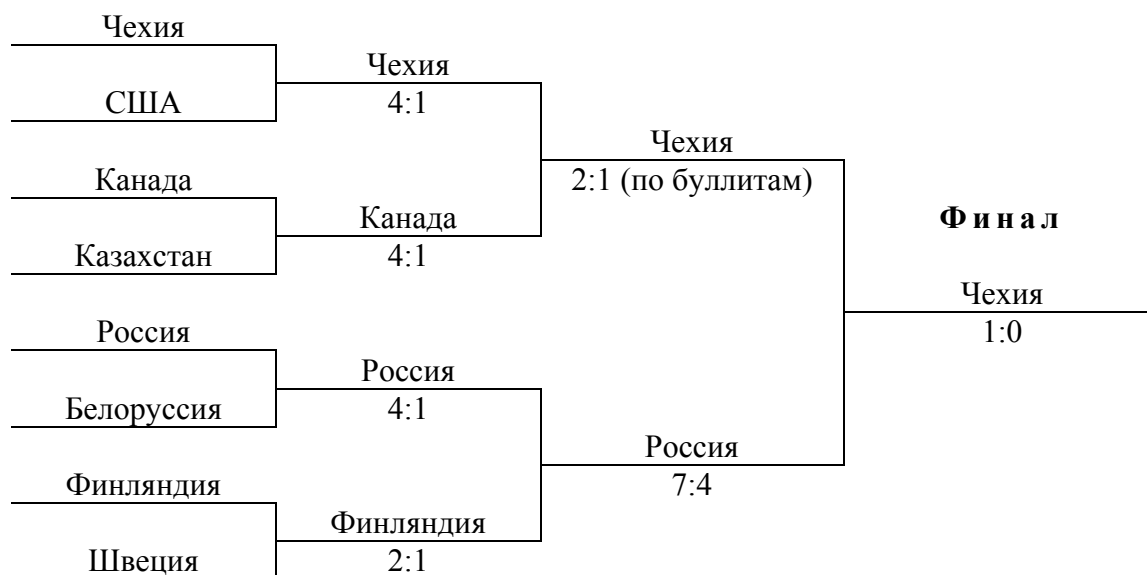 Чехия
США
Канада
Казахстан
Россия
Белоруссия
Финляндия
Швеция
Чехия
4:1
Канада
4:1
Россия
4:1
Финляндия
2:1
Чехия
2:1 (по буллитам)
Россия
7:4
Финал
Чехия
1:0